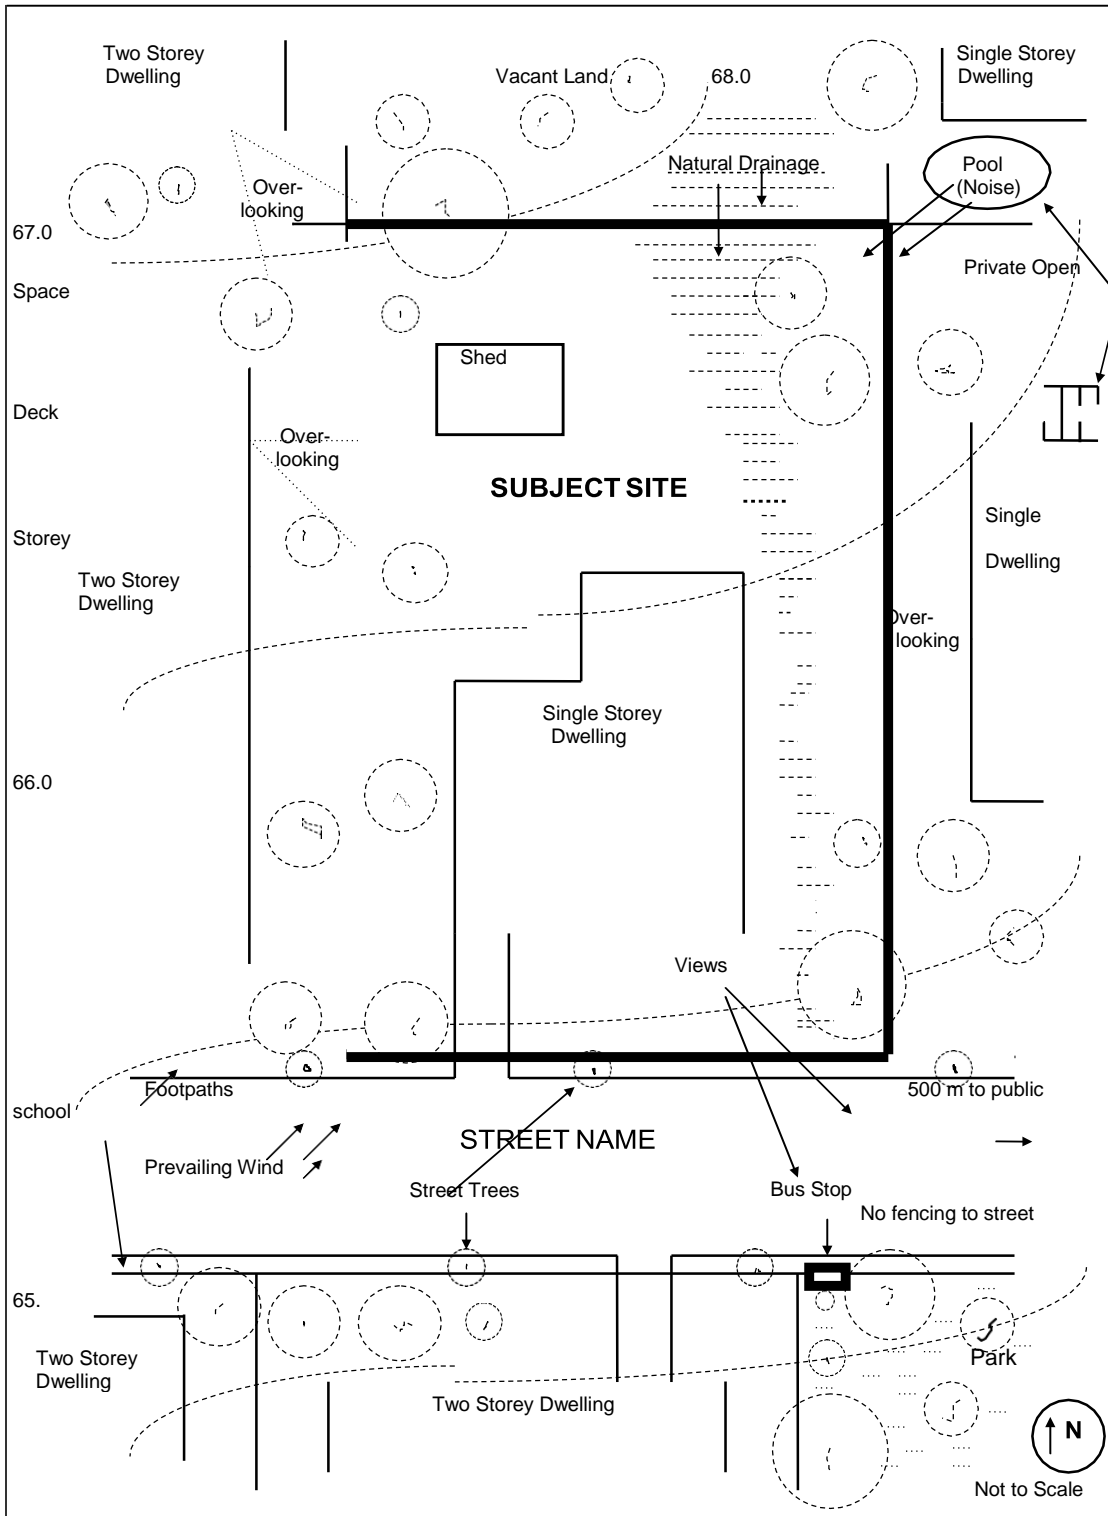 Two Storey
Dwelling
Vacant Land
68.0
Single Storey
Dwelling
Natural Drainage
Pool
(Noise)
Over-
looking
67.0
Private Open
Space
Shed
Deck
Over-
looking
SUBJECT SITE
Single
Storey
Dwelling
Two Storey
Dwelling
Over-
looking
Single Storey
Dwelling
66.0
Views
Footpaths
500 m to public
school
STREET NAME
Prevailing Wind
Street Trees
Bus Stop
No fencing to street
65.
Two Storey
Dwelling
Park
Two Storey Dwelling
N
Not to Scale